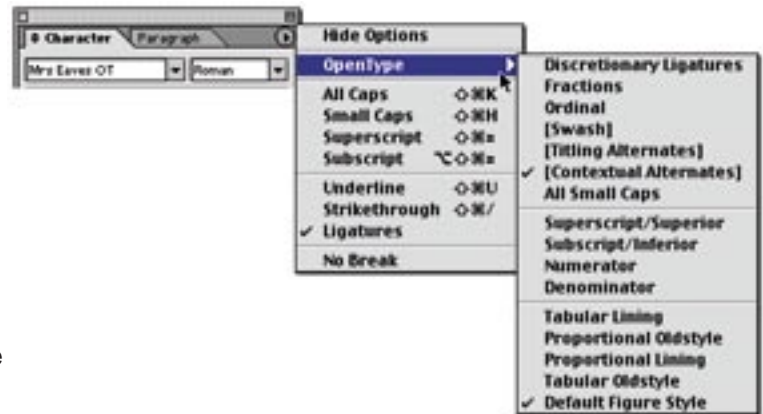 Character Paragraph
Mrs Eaves OT Roman
Hide Options
OpenType
All Caps ⇧⌘K
Small Caps ⇧⌘H
Superscript ⇧⌘=
Subscript ⌥⇧⌘=
Underline ⇧⌘U
Strikethrough ⇧⌘/
✓ Ligatures
No Break
Discretionary Ligatures
Fractions
Ordinal
[Swash]
[Titling Alternates]
✓ [Contextual Alternates]
All Small Caps
Superscript/Superior
Subscript/Inferior
Numerator
Denominator
Tabular Lining
Proportional Oldstyle
Proportional Lining
Tabular Oldstyle
✓ Default Figure Style
e